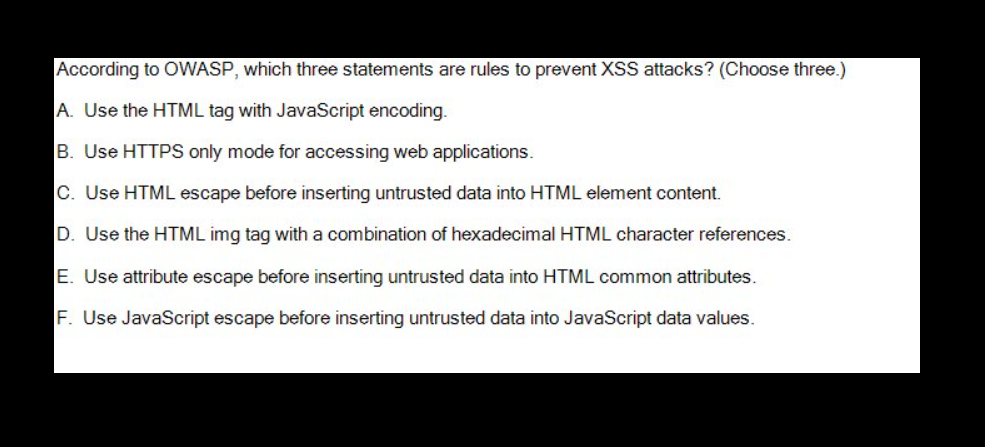 According to OWASP, which three statements are rules to prevent XSS attacks? (Choose three.)
A. Use the HTML tag with JavaScript encoding.
B. Use HTTPS only mode for accessing web applications.
C. Use HTML escape before inserting untrusted data into HTML element content.
D. Use the HTML img tag with a combination of hexadecimal HTML character references.
E. Use attribute escape before inserting untrusted data into HTML common attributes.
F. Use JavaScript escape before inserting untrusted data into JavaScript data values.